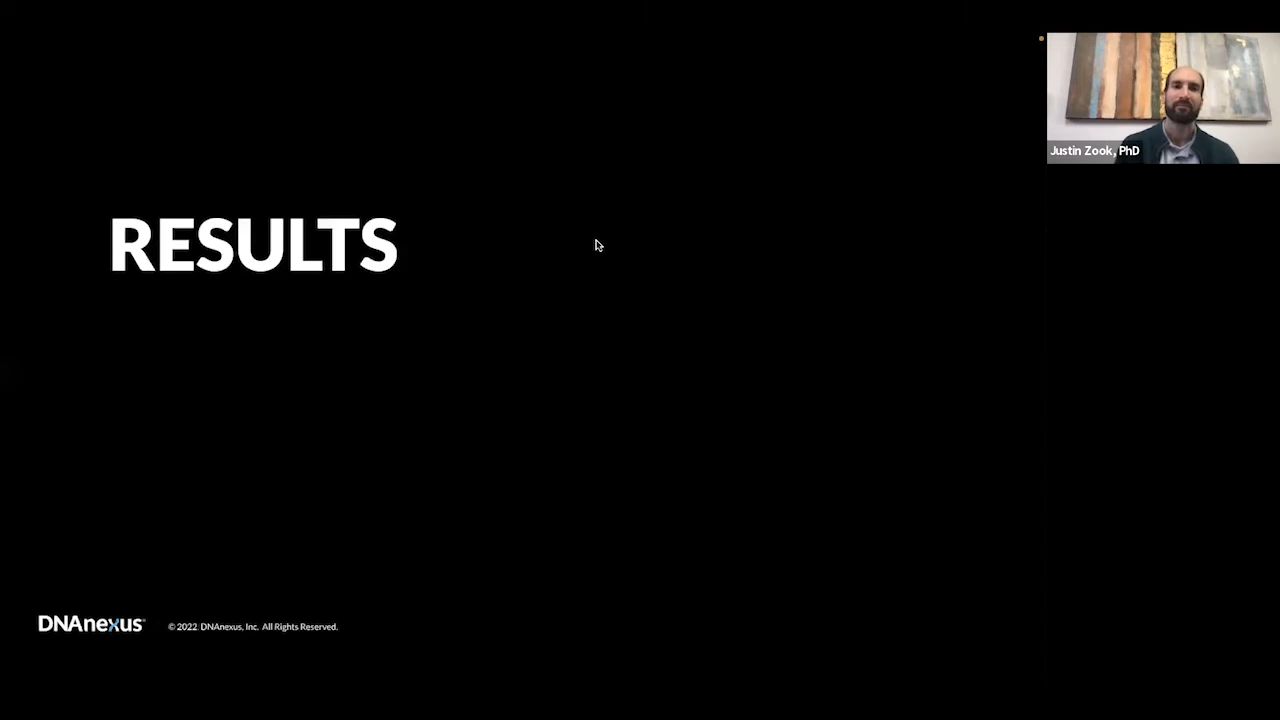 RESULTS
Justin Zook, PhD
DNAnexus
© 2022 DNAnexus, Inc. All Rights Reserved.